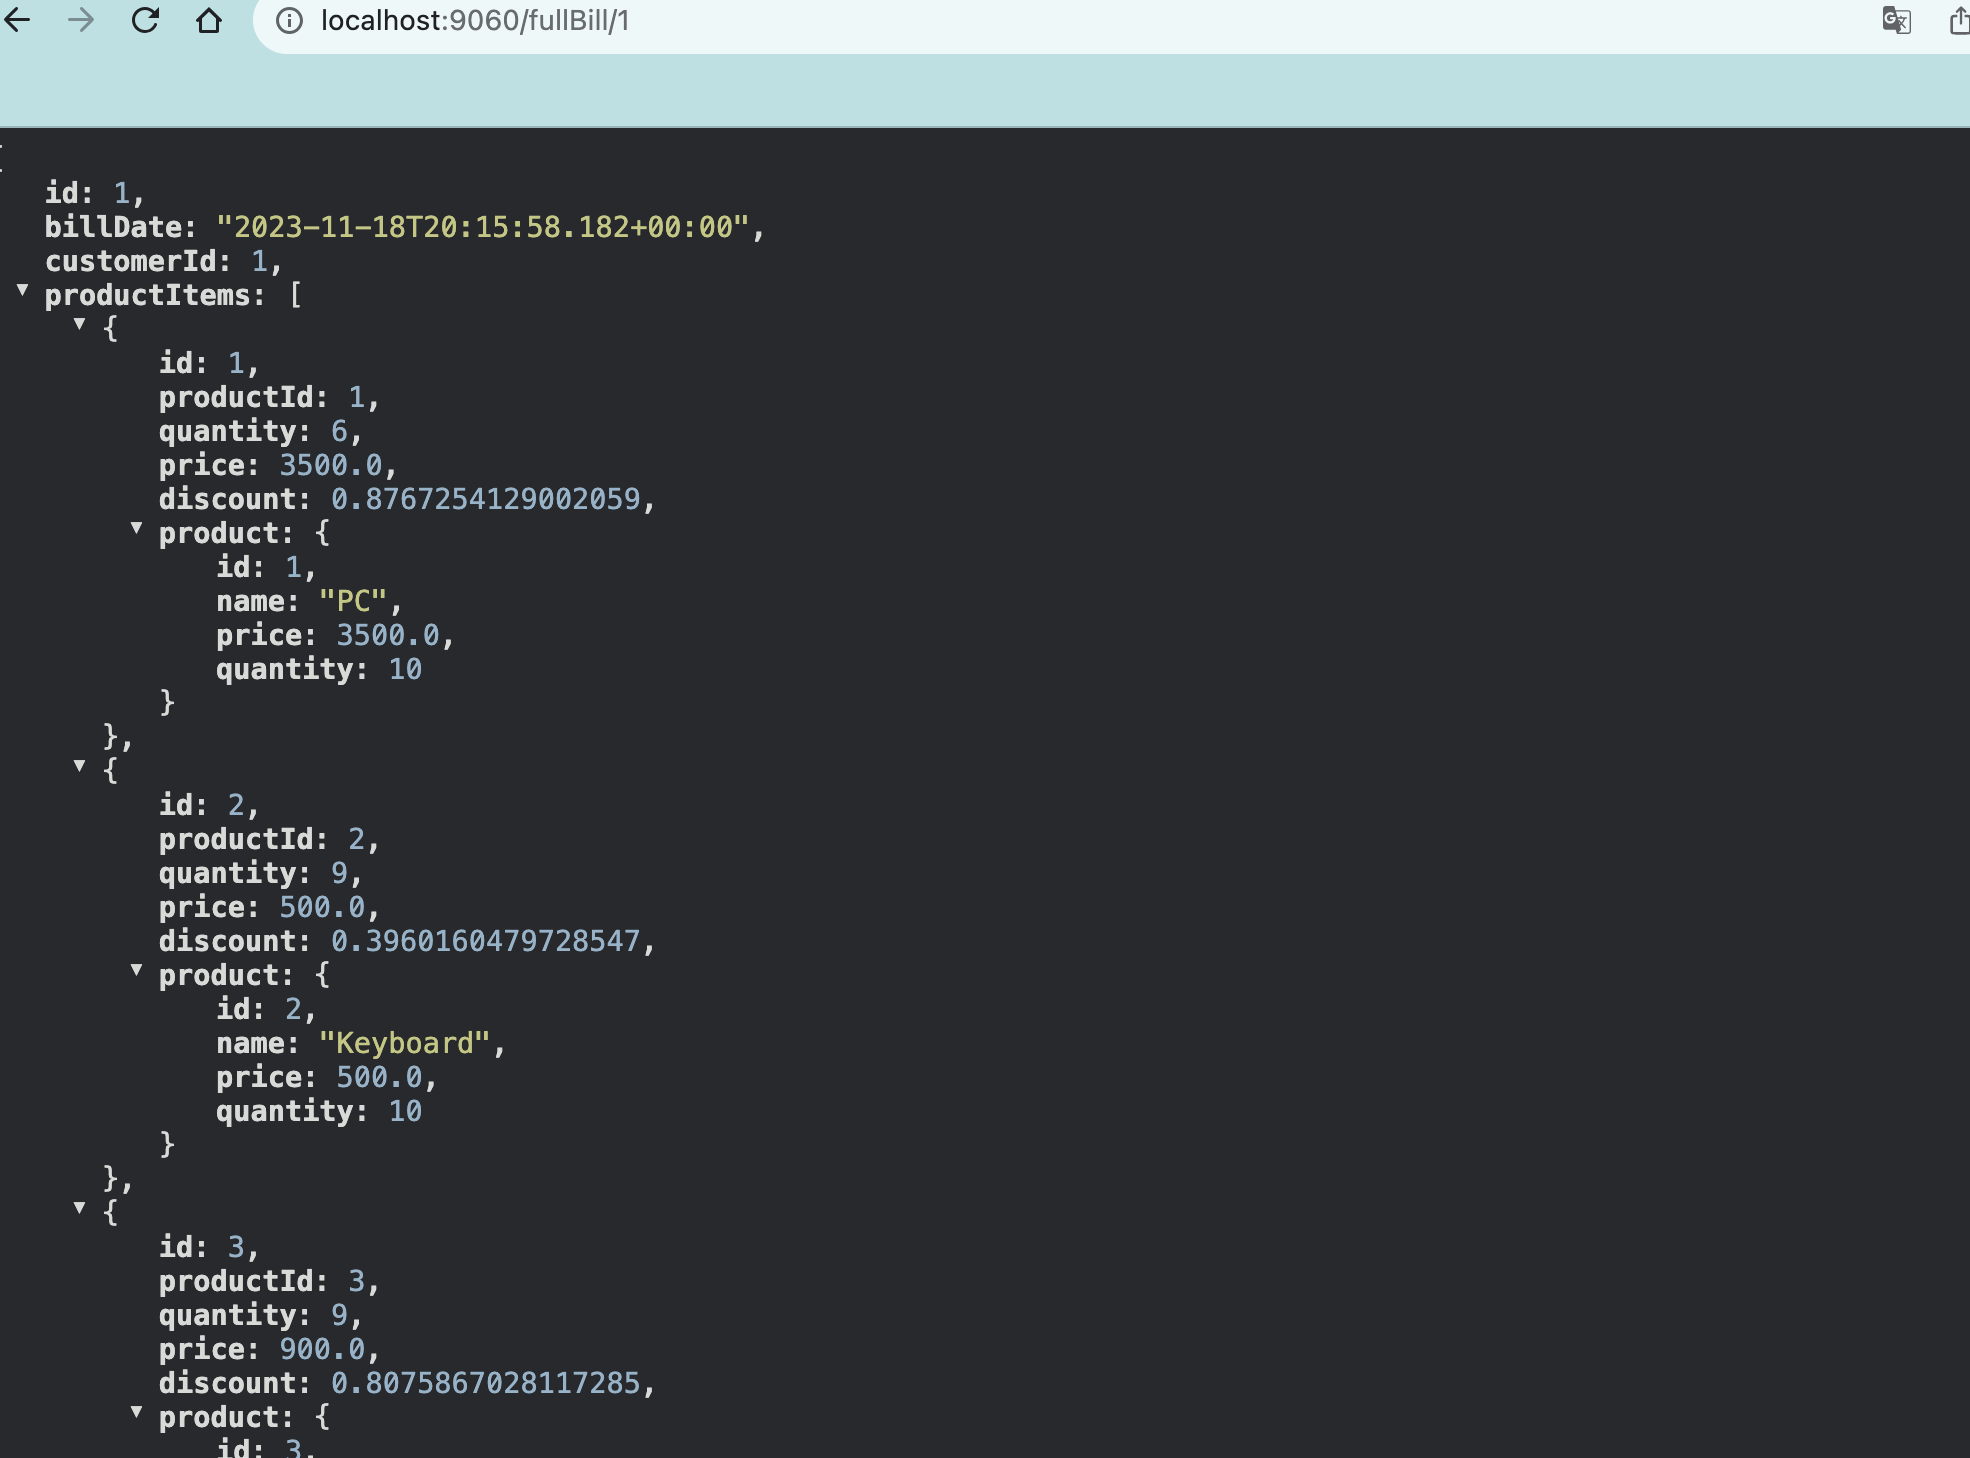 localhost:9060/fullBill/1
id: 1,
billDate: "2023-11-18T20:15:58.182+00:00",
customerId: 1,
productItems: [
{
id: 1,
productId: 1,
quantity: 6,
price: 3500.0,
discount: 0.8767254129002059,
product: {
id: 1,
name: "PC",
price: 3500.0,
quantity: 10
}
},
{
id: 2,
productId: 2,
quantity: 9,
price: 500.0,
discount: 0.3960160479728547,
product: {
id: 2,
name: "Keyboard",
price: 500.0,
quantity: 10
}
},
{
id: 3,
productId: 3,
quantity: 9,
price: 900.0,
discount: 0.8075867028117285,
product: {
id: 3,